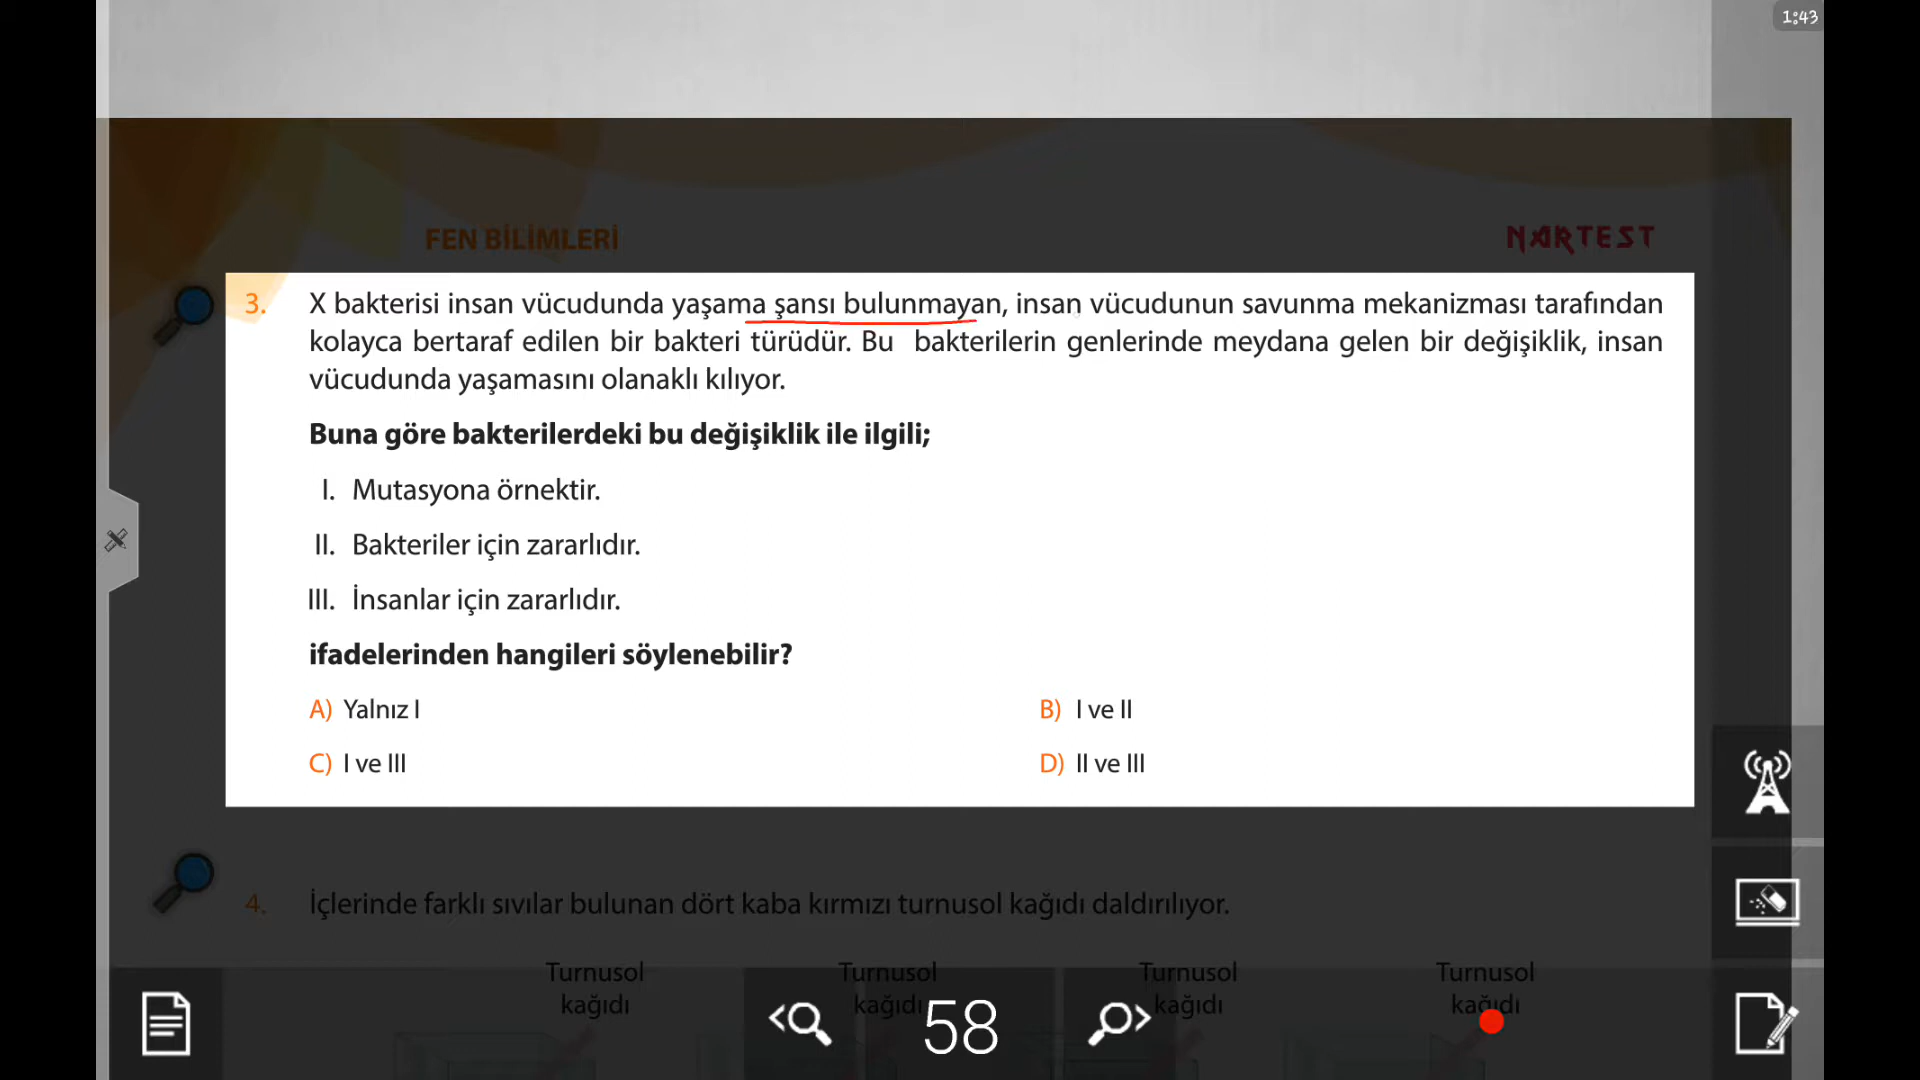 1:43
FEN BİLİMLERİ
NARTEST
3. X bakterisi insan vücudunda yaşama şansı bulunmayan, insan vücudunun savunma mekanizması tarafından
kolayca bertaraf edilen bir bakteri türüdür. Bu bakterilerin genlerinde meydana gelen bir değişiklik, insan
vücudunda yaşamasını olanaklı kılıyor.
Buna göre bakterilerdeki bu değişiklik ile ilgili;
I. Mutasyona örnektir.
II. Bakteriler için zararlıdır.
III. İnsanlar için zararlıdır.
ifadelerinden hangileri söylenebilir?
A) Yalnız I
B) I ve II
C) I ve III
D) II ve III
4. İçlerinde farklı sıvılar bulunan dört kaba kırmızı turnusol kağıdı daldırılıyor.
Turnusol kağıdı
Turnusol kağıdı
Turnusol kağıdı
Turnusol kağıdı
58